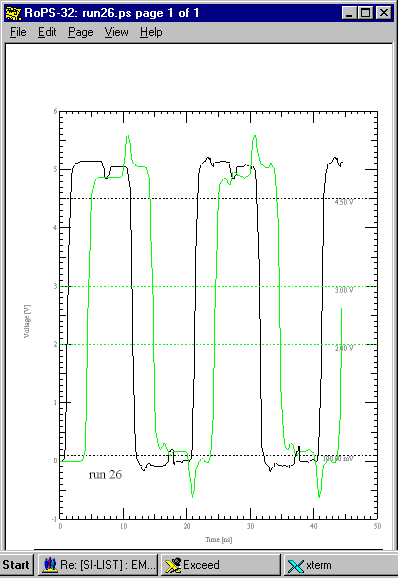 RoPS-32: run26.ps page 1 of 1
File Edit Page View Help
6
5
4.50 V
4
Voltage [V]
3
3.00 V
2
2.00 V
1
0
run 26
-1
0 10 20 30 40 50
Time [ns]
Start Re: [SI-LIST] : EM... Exceed xterm